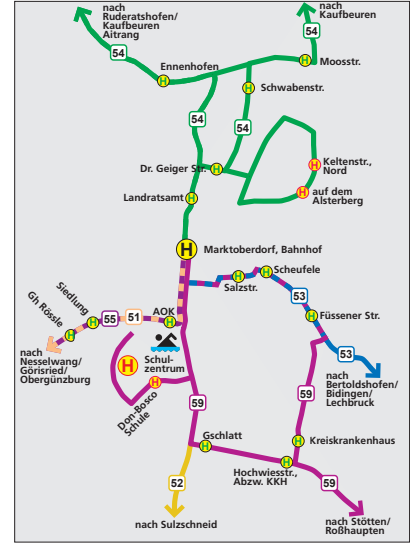 nach
Ruderatshofen/
Kaufbeuren
Aitrang
nach
Kaufbeuren
54
54
Ennenhofen
Moosstr.
Schwabenstr.
54
54
Dr. Geiger Str.
Keltenstr.,
Nord
Landratsamt
auf dem
Alsterberg
H
Marktoberdorf, Bahnhof
Scheufele
Salzstr.
53
Siedlung
Gh Rössle
55
51
AOK
Füssener Str.
nach
Nesselwang/
Görisried/
Obergünzburg
H
Schul-
zentrum
53
nach
Bertoldshofen/
Bidingen/
Lechbruck
Don-Bosco
Schule
59
59
Gschlatt
Kreiskrankenhaus
52
Hochwiesstr.,
Abzw. KKH
59
nach Sulzschneid
nach Stötten/
Roßhaupten